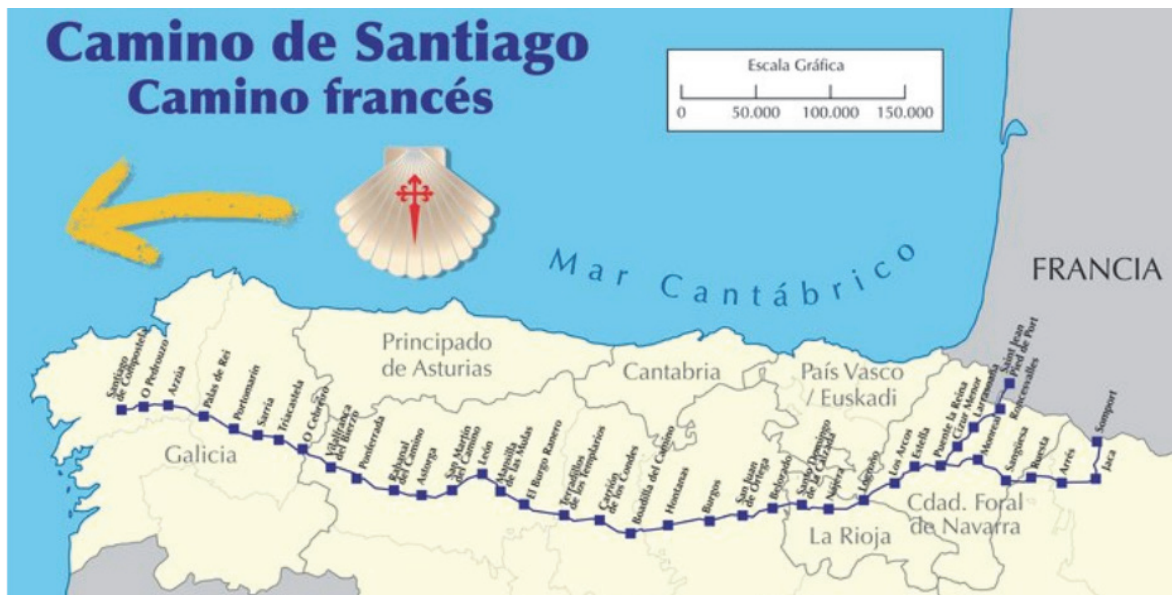 Camino de Santiago
Camino francés
Escala Gráfica
0 50.000 100.000 150.000
Mar Cantábrico
FRANCIA
Principado
de Asturias
Cantabria
País Vasco
/ Euskadi
Galicia
La Rioja
Cdad. Foral
de Navarra
Santiago
de Compostela
O Pedrouzo
Arzúa
Palas de Rei
Portomarín
Sarria
Triacastela
O Cebreiro
Villafranca
del Bierzo
Ponferrada
Rabanal
del Camino
Astorga
San Martín
del Camino
León
Mansilla
de las Mulas
El Burgo Ranero
Terradillos
de los Templarios
Carrión
de los Condes
Boadilla del Camino
Hontanas
Burgos
San Juan
de Ortega
Belorado
Santo Domingo
de la Calzada
Nájera
Logroño
Los Arcos
Estella
Puente la Reina
Cizur Menor
Larrasoaña
Roncesvalles
Saint Jean
Pied de Port
Monreal
Sangüesa
Ruesta
Arrés
Jaca
Somport